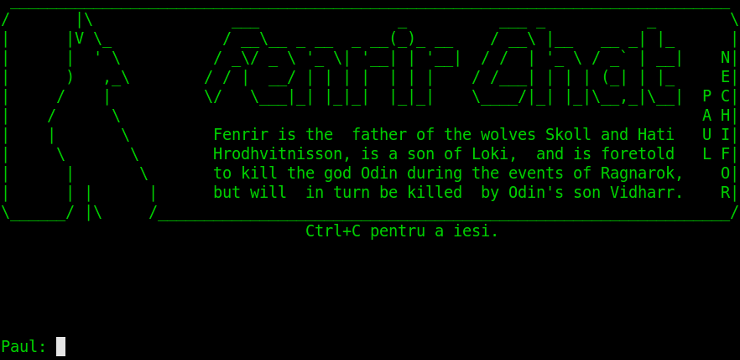 Fenrir Chat
Fenrir is the  father of the wolves Skoll and Hati
Hrodhvitnisson, is a son of Loki,  and is foretold
to kill the god Odin during the events of Ragnarok,
but will  in turn be killed  by Odin's son Vidharr.
PAUL
NECHIFOR
Ctrl+C pentru a iesi.
Paul: